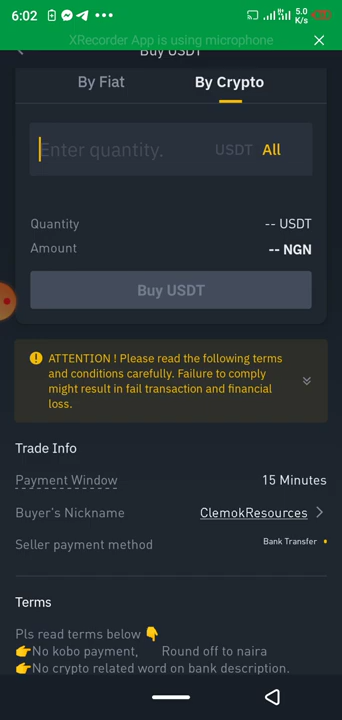 6:02
5.0
K/s
XRecorder App is using microphone
Buy USDT
By Fiat
By Crypto
Enter quantity.
USDT All
Quantity -- USDT
Amount -- NGN
Buy USDT
ATTENTION ! Please read the following terms
and conditions carefully. Failure to comply
might result in fail transaction and financial
loss.
Trade Info
Payment Window 15 Minutes
Buyer's Nickname ClemokResources
Seller payment method Bank Transfer
Terms
Pls read terms below 👇
👉No kobo payment, Round off to naira
👉No crypto related word on bank description.